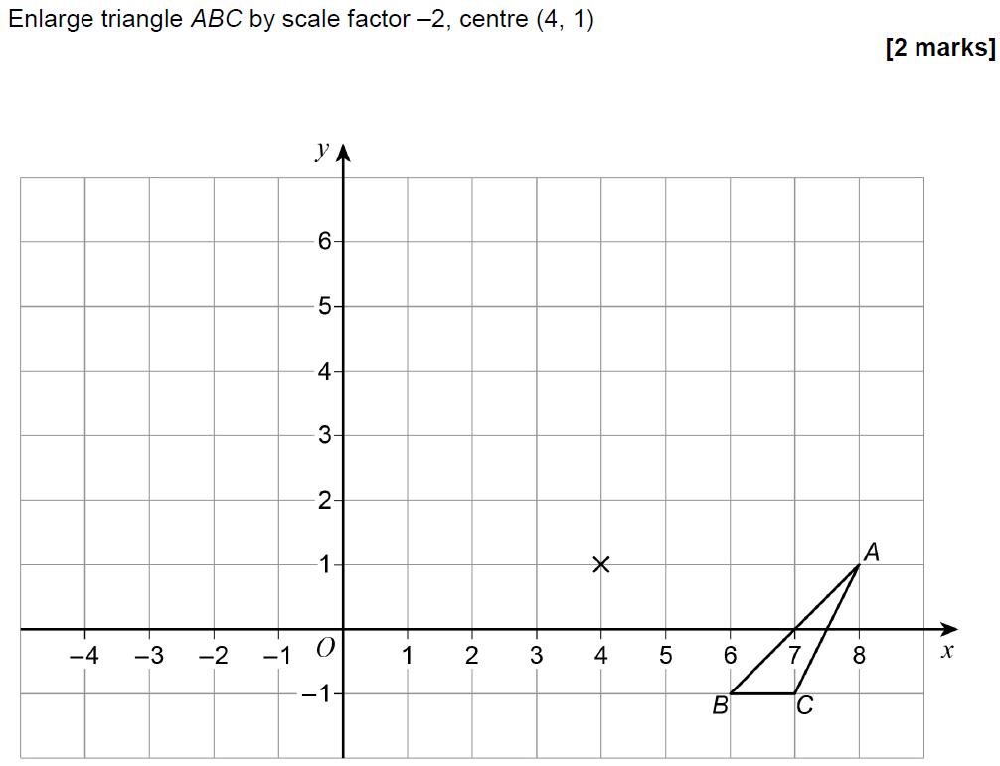 Enlarge triangle ABC by scale factor –2, centre (4, 1)
[2 marks]
y
6
5
4
3
2
1
A
–4 –3 –2 –1 O 1 2 3 4 5 6 7 8 x
–1
B C